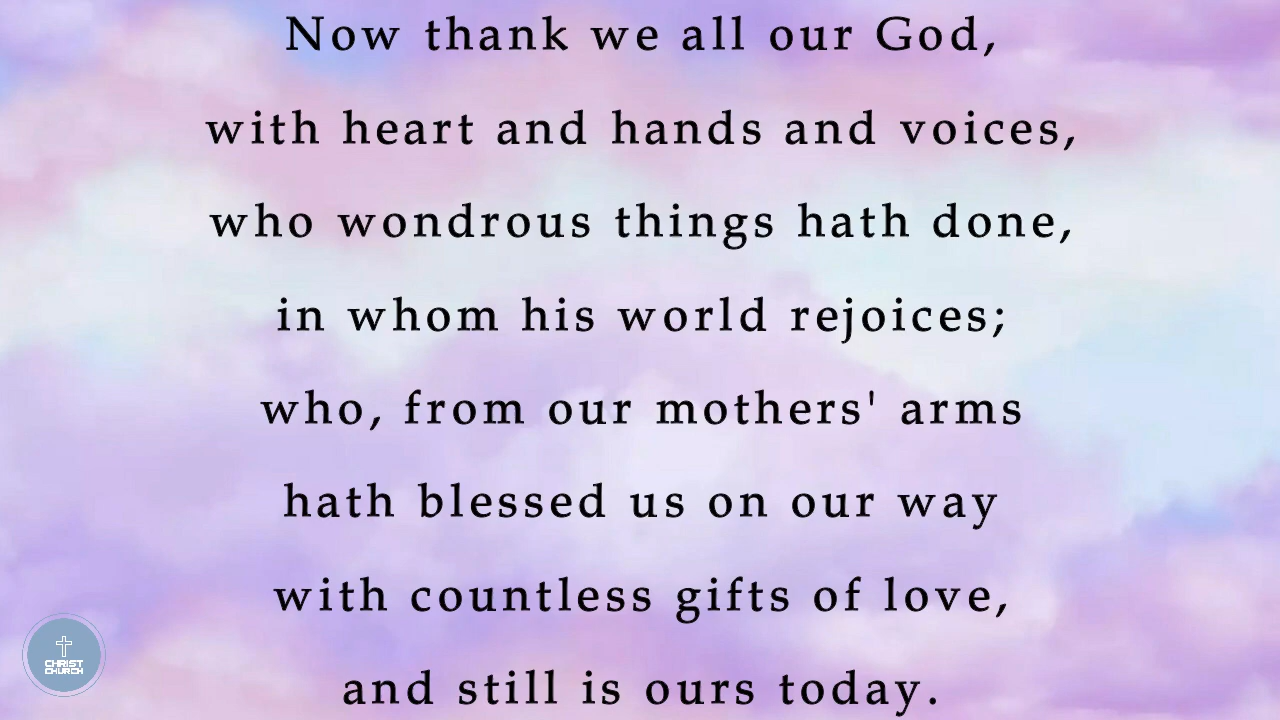 Now thank we all our God,
with heart and hands and voices,
who wondrous things hath done,
in whom his world rejoices;
who, from our mothers' arms
hath blessed us on our way
with countless gifts of love,
and still is ours today.
CHRIST
CHURCH